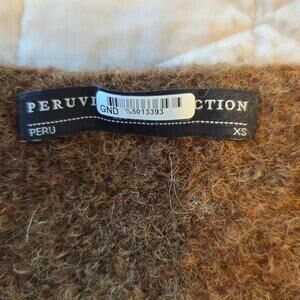 PERUVI CTION
GND %5013393
PERU XS